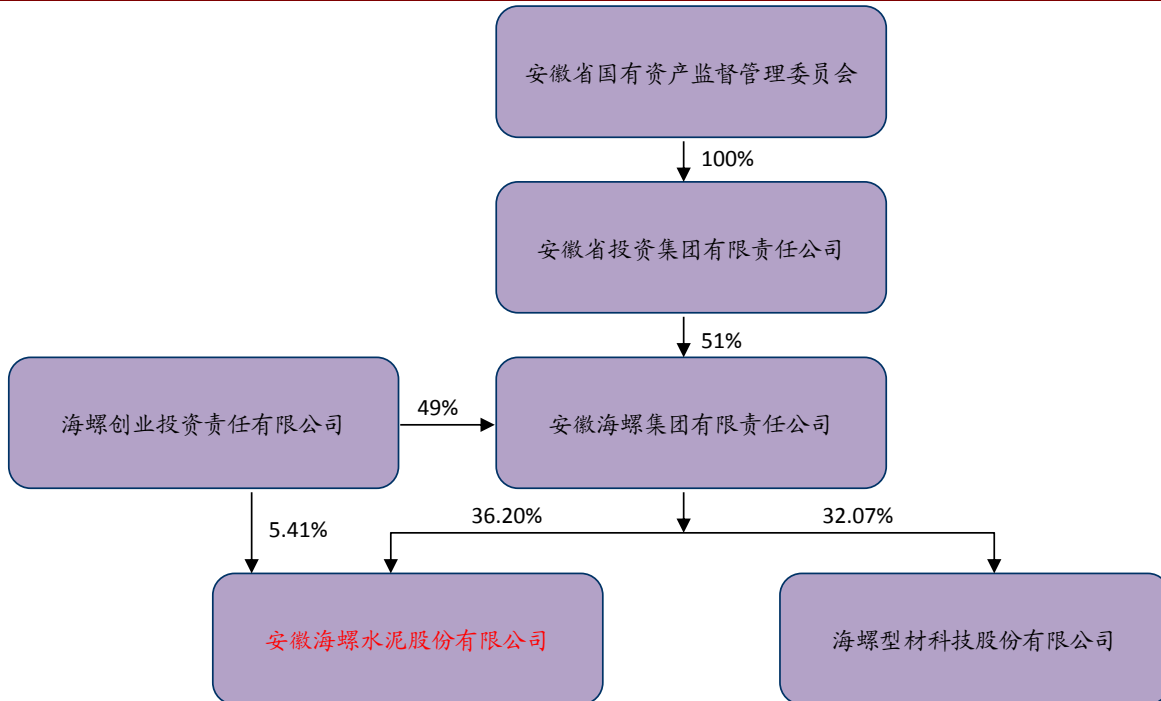 安徽省国有资产监督管理委员会
100%
安徽省投资集团有限责任公司
51%
海螺创业投资责任有限公司
49%
安徽海螺集团有限责任公司
5.41%
36.20%
32.07%
安徽海螺水泥股份有限公司
海螺型材科技股份有限公司